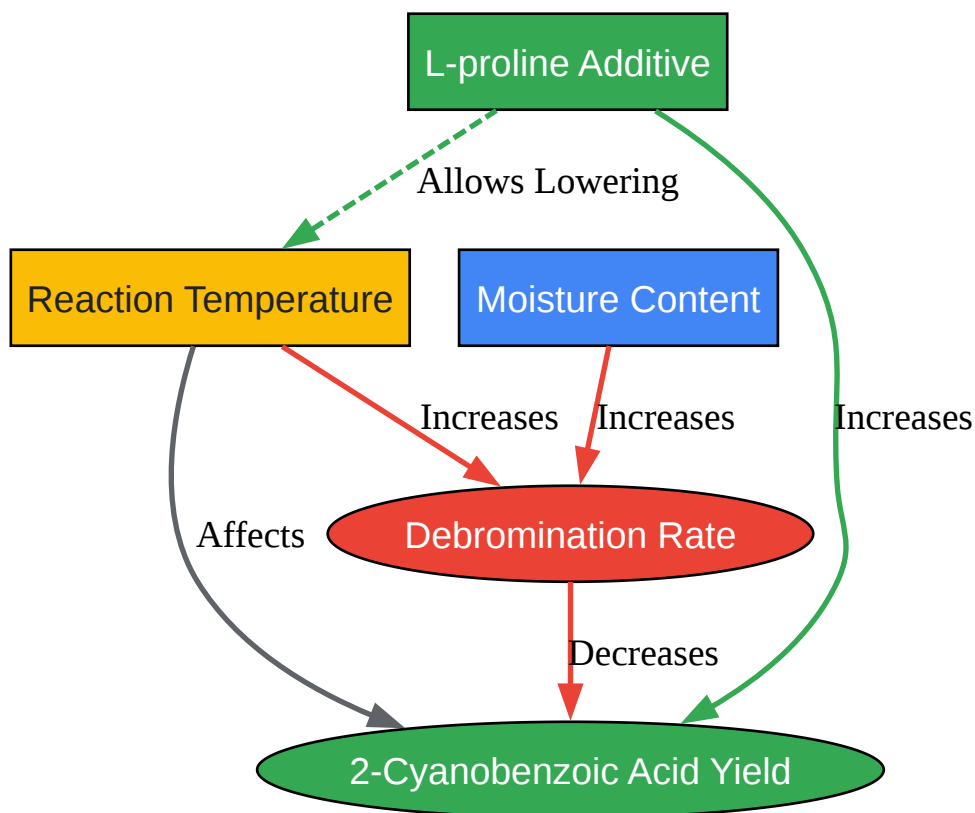 L-proline Additive
Allows Lowering
Reaction Temperature
Moisture Content
Increases
Increases
Increases
Affects
Debromination Rate
Decreases
2-Cyanobenzoic Acid Yield